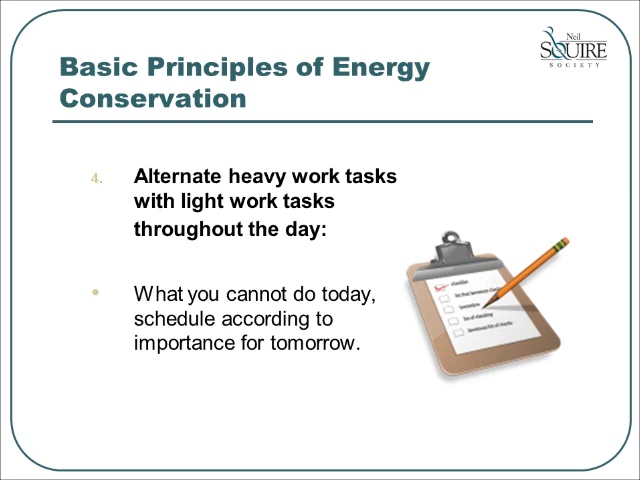 Neil
SQUIRE
SOCIETY
Basic Principles of Energy
Conservation
4. Alternate heavy work tasks
with light work tasks
throughout the day:
• What you cannot do today,
schedule according to
importance for tomorrow.
checklist